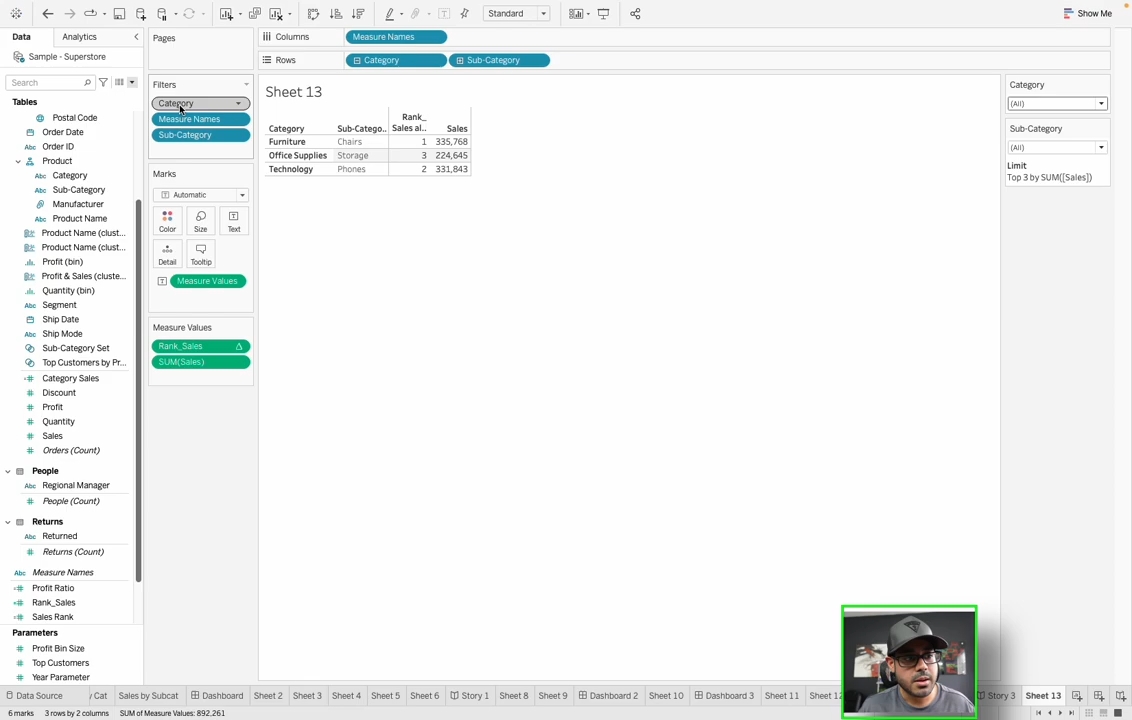 Standard
Show Me
Data
Analytics
Sample - Superstore
Search
Tables
Postal Code
Order Date
Order ID
Product
Category
Sub-Category
Manufacturer
Product Name
Product Name (clust...
Product Name (clust...
Profit (bin)
Profit & Sales (cluste...
Quantity (bin)
Segment
Ship Date
Ship Mode
Sub-Category Set
Top Customers by Pr...
Category Sales
Discount
Profit
Quantity
Sales
Orders (Count)
People
Regional Manager
People (Count)
Returns
Returned
Returns (Count)
Measure Names
Profit Ratio
Rank_Sales
Sales Rank
Parameters
Profit Bin Size
Top Customers
Year Parameter
Pages
Filters
Category
Measure Names
Sub-Category
Marks
Automatic
Color Size Text
Detail Tooltip
Measure Values
Measure Values
Rank_Sales
SUM(Sales)
Columns Measure Names
Rows Category Sub-Category
Sheet 13
Rank_
Category Sub-Catego.. Sales al.. Sales
Furniture Chairs 1 335,768
Office Supplies Storage 3 224,645
Technology Phones 2 331,843
Category
(All)
Sub-Category
(All)
Limit
Top 3 by SUM([Sales])
Data Source y Cat Sales by Subcat Dashboard Sheet 2 Sheet 3 Sheet 4 Sheet 5 Sheet 6 Story 1 Sheet 8 Sheet 9 Dashboard 2 Sheet 10 Dashboard 3 Sheet 11 Sheet 12 Story 3 Sheet 13
6 marks 3 rows by 2 columns SUM of Measure Values: 892,261